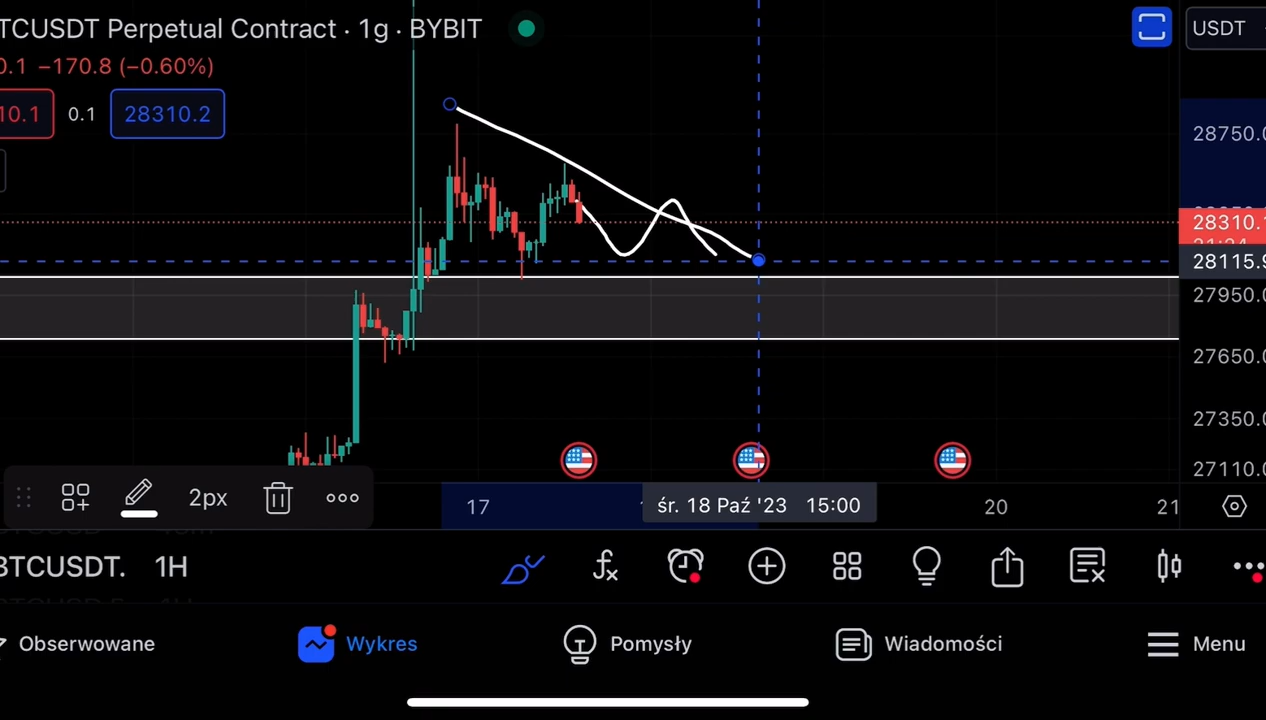 TCUSDT Perpetual Contract · 1g · BYBIT
USDT
0.1 −170.8 (−0.60%)
10.1 0.1 28310.2
28750.0
28310.1
28115.9
27950.0
27650.0
27350.0
27110.0
2px
17 śr. 18 Paź '23 15:00 20 21
BTCUSDT. 1H
Obserwowane Wykres Pomysły Wiadomości Menu